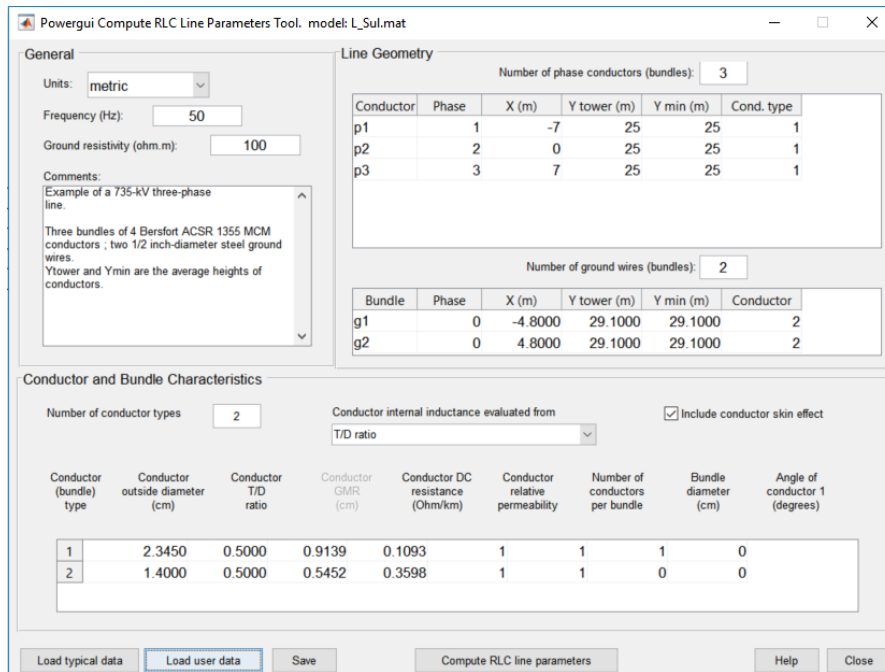 Powergui Compute RLC Line Parameters Tool.  model: L_Sul.mat
General
Units: metric
Frequency (Hz): 50
Ground resistivity (ohm.m): 100
Comments:
Example of a 735-kV three-phase
line.
Three bundles of 4 Bersfort ACSR 1355 MCM
conductors ; two 1/2 inch-diameter steel ground
wires.
Ytower and Ymin are the average heights of
conductors.
Line Geometry
Number of phase conductors (bundles): 3
Conductor Phase X (m) Y tower (m) Y min (m) Cond. type
p1 1 -7 25 25 1
p2 2 0 25 25 1
p3 3 7 25 25 1
Number of ground wires (bundles): 2
Bundle Phase X (m) Y tower (m) Y min (m) Conductor
g1 0 -4.8000 29.1000 29.1000 2
g2 0 4.8000 29.1000 29.1000 2
Conductor and Bundle Characteristics
Number of conductor types 2
Conductor internal inductance evaluated from
T/D ratio
Include conductor skin effect
Conductor (bundle) type
Conductor outside diameter (cm)
Conductor T/D ratio
Conductor GMR (cm)
Conductor DC resistance (Ohm/km)
Conductor relative permeability
Number of conductors per bundle
Bundle diameter (cm)
Angle of conductor 1 (degrees)
1 2.3450 0.5000 0.9139 0.1093 1 1 1 0
2 1.4000 0.5000 0.5452 0.3598 1 1 0 0
Load typical data
Load user data
Save
Compute RLC line parameters
Help
Close